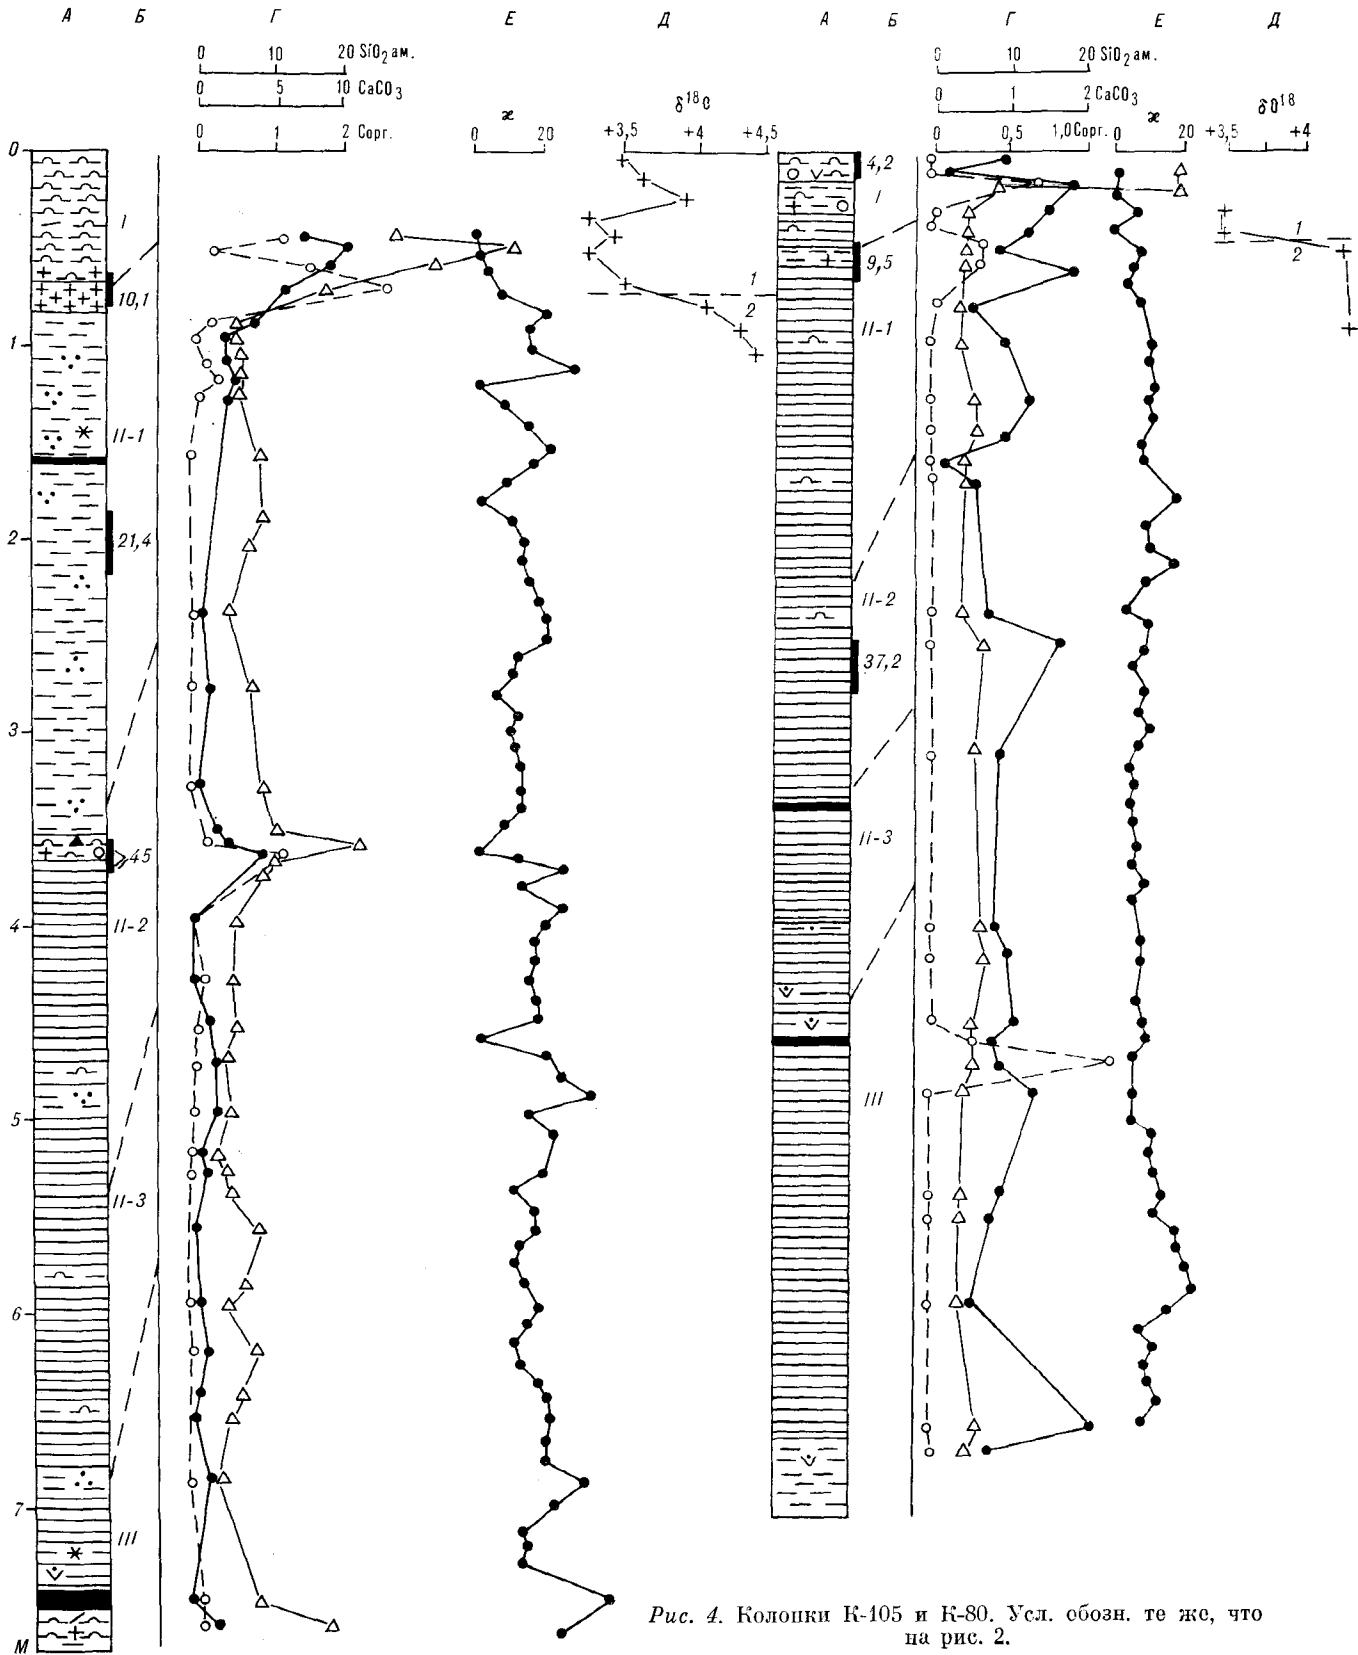 А Б Г Е Д А Б Г Е Д
0 10 20 SiO₂ ам.
0 5 10 CaCO₃
0 1 2 Сорг.
æ
0 20
δ¹⁸O
+3,5 +4 +4,5
0 10 20 SiO₂ ам.
0 1 2 CaCO₃
0 0,5 1,0 Сорг.
æ
0 20
δO¹⁸
+3,5 +4
0
1
2
3
4
5
6
7
М
I
10,1
II-1
21,4
>45
II-2
II-3
III
1
2
4,2
I
9,5
II-1
II-2
37,2
II-3
III
1
2
Рис. 4. Колонки К-105 и К-80. Усл. обозн. те же, что
на рис. 2.